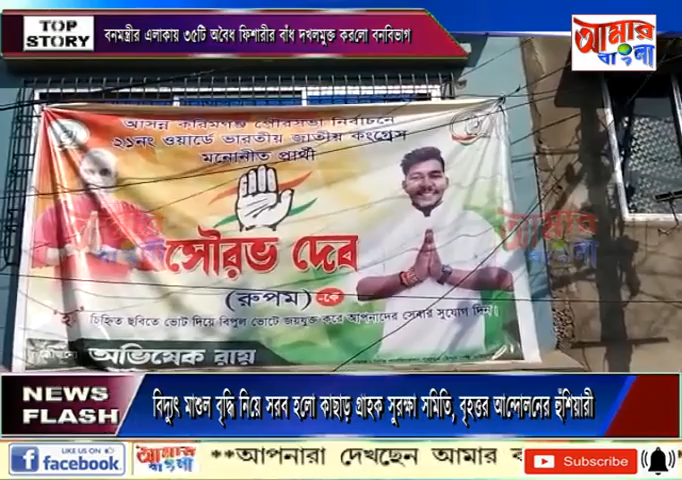 TOP
STORY
বনমন্ত্রীর এলাকায় ৩৫টি অবৈধ ফিশারীর বাঁধ দখলমুক্ত করলো বনবিভাগ
আমার
বাংলা
আসন্ন করিমগঞ্জ পৌরসভা নির্বাচনে
২১নং ওয়ার্ডে ভারতীয় জাতীয় কংগ্রেস
মনোনীত প্রার্থী
সৌরভ দেব
(রুপম)
চিহ্নিত ছবিতে ভোট দিয়ে বিপুল ভোটে জয়যুক্ত করে আপনাদের সেবার সুযোগ দিন
অভিষেক রায়
আমার
বাংলা
NEWS
FLASH
বিদ্যুৎ মাশুল বৃদ্ধি নিয়ে সরব হলো কাছাড় গ্রাহক সুরক্ষা সমিতি, বৃহত্তর আন্দোলনের হুঁশিয়ারী
LIKE US ON
facebook
আমার
বাংলা
**আপনারা দেখছেন আমার ব
Subscribe